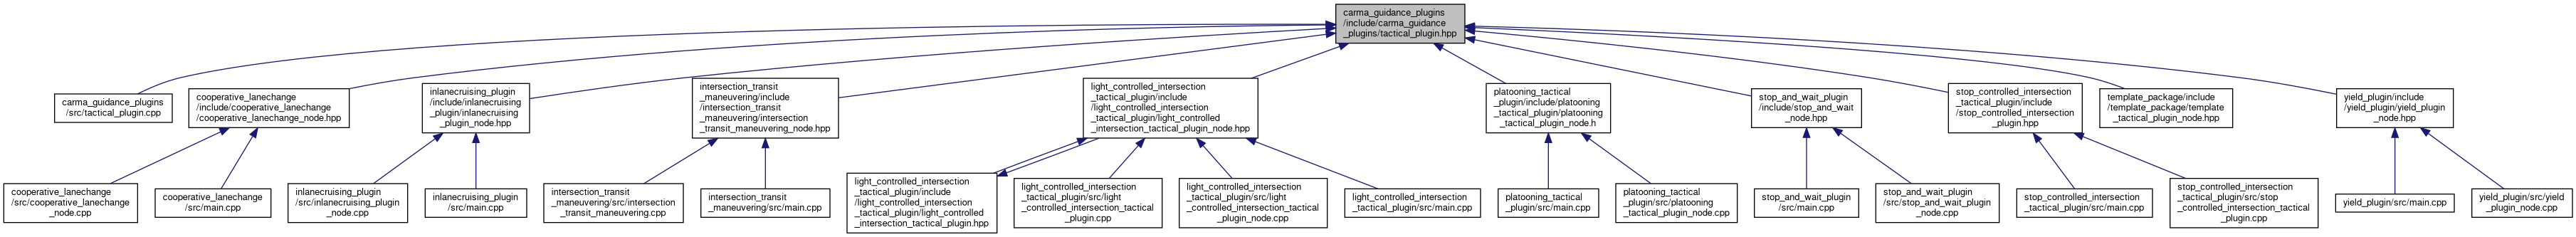 carma_guidance_plugins
/include/carma_guidance
_plugins/tactical_plugin.hpp
carma_guidance_plugins
/src/tactical_plugin.cpp
cooperative_lanechange
/include/cooperative_lanechange
/cooperative_lanechange_node.hpp
inlanecruising_plugin
/include/inlanecruising
_plugin/inlanecruising
_plugin_node.hpp
intersection_transit
_maneuvering/include
/intersection_transit
_maneuvering/intersection
_transit_maneuvering_node.hpp
light_controlled_intersection
_tactical_plugin/include
/light_controlled_intersection
_tactical_plugin/light_controlled
_intersection_tactical_plugin_node.hpp
platooning_tactical
_plugin/include/platooning
_tactical_plugin/platooning
_tactical_plugin_node.h
stop_and_wait_plugin
/include/stop_and_wait
_node.hpp
stop_controlled_intersection
_tactical_plugin/include
/stop_controlled_intersection
_plugin.hpp
template_package/include
/template_package/template
_tactical_plugin_node.hpp
yield_plugin/include
/yield_plugin/yield_plugin
_node.hpp
cooperative_lanechange
/src/cooperative_lanechange
_node.cpp
cooperative_lanechange
/src/main.cpp
inlanecruising_plugin
/src/inlanecruising_plugin
_node.cpp
inlanecruising_plugin
/src/main.cpp
intersection_transit
_maneuvering/src/intersection
_transit_maneuvering.cpp
intersection_transit
_maneuvering/src/main.cpp
light_controlled_intersection
_tactical_plugin/include
/light_controlled_intersection
_tactical_plugin/light_controlled
_intersection_tactical_plugin.hpp
light_controlled_intersection
_tactical_plugin/src/light
_controlled_intersection_tactical
_plugin.cpp
light_controlled_intersection
_tactical_plugin/src/light
_controlled_intersection_tactical
_plugin_node.cpp
light_controlled_intersection
_tactical_plugin/src/main.cpp
platooning_tactical
_plugin/src/main.cpp
platooning_tactical
_plugin/src/platooning
_tactical_plugin_node.cpp
stop_and_wait_plugin
/src/main.cpp
stop_and_wait_plugin
/src/stop_and_wait_plugin
_node.cpp
stop_controlled_intersection
_tactical_plugin/src/main.cpp
stop_controlled_intersection
_tactical_plugin/src/stop
_controlled_intersection_tactical
_plugin.cpp
yield_plugin/src/main.cpp
yield_plugin/src/yield
_plugin_node.cpp